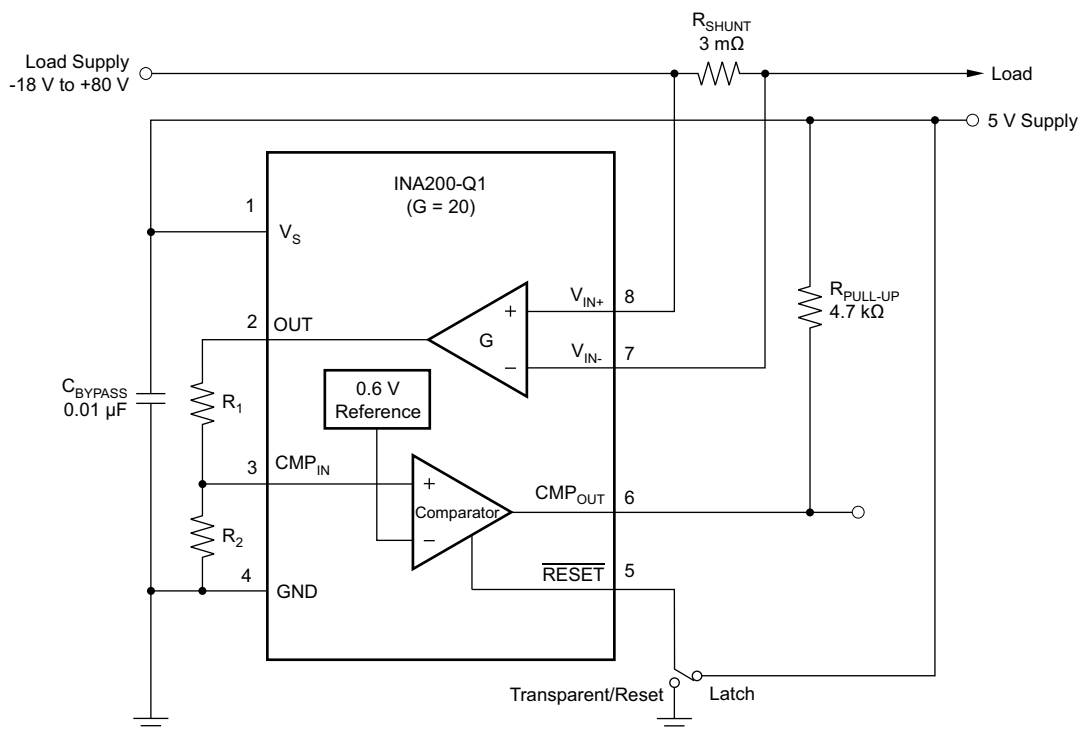 R_SHUNT
3 mΩ
Load Supply
-18 V to +80 V
Load
5 V Supply
INA200-Q1
(G = 20)
1
V_S
V_IN+
8
R_PULL-UP
4.7 kΩ
2
OUT
G
+
−
V_IN-
7
C_BYPASS
0.01 µF
R_1
0.6 V
Reference
3
CMP_IN
+
Comparator
−
CMP_OUT
6
R_2
4
GND
RESET
5
Transparent/Reset
Latch